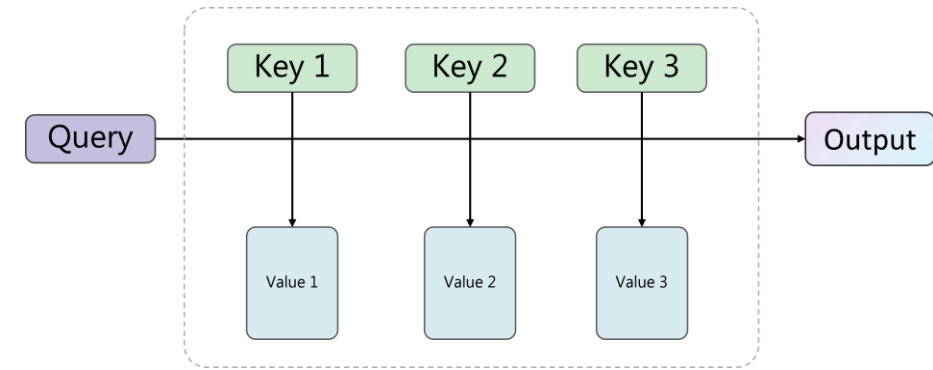 Key 1
Key 2
Key 3
Query
Output
Value 1
Value 2
Value 3